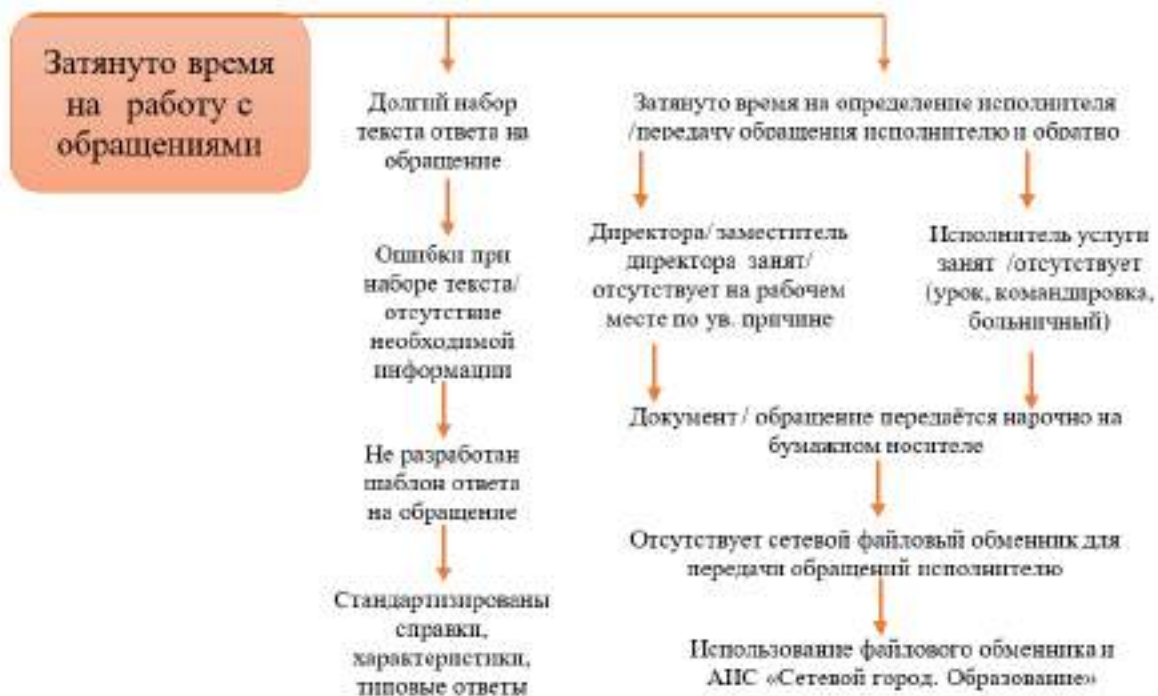 Затянуто время
на работу с
обращениями
Долгий набор
текста ответа на
обращение
Ошибки при
наборе текста/
отсутствие
необходимой
информации
Не разработан
шаблон ответа
на обращение
Стандартизированы
справки,
характеристики,
типовые ответы
Затянуто время на определение исполнителя
/передачу обращения исполнителю и обратно
Директора/ заместитель
директора занят/
отсутствует на рабочем
месте по ув. причине
Исполнитель услуги
занят /отсутствует
(урок, командировка,
больничный)
Документ / обращение передаётся нарочно на
бумажном носителе
Отсутствует сетевой файловый обменник для
передачи обращений исполнителю
Использование файлового обменника и
АИС «Сетевой город. Образование»